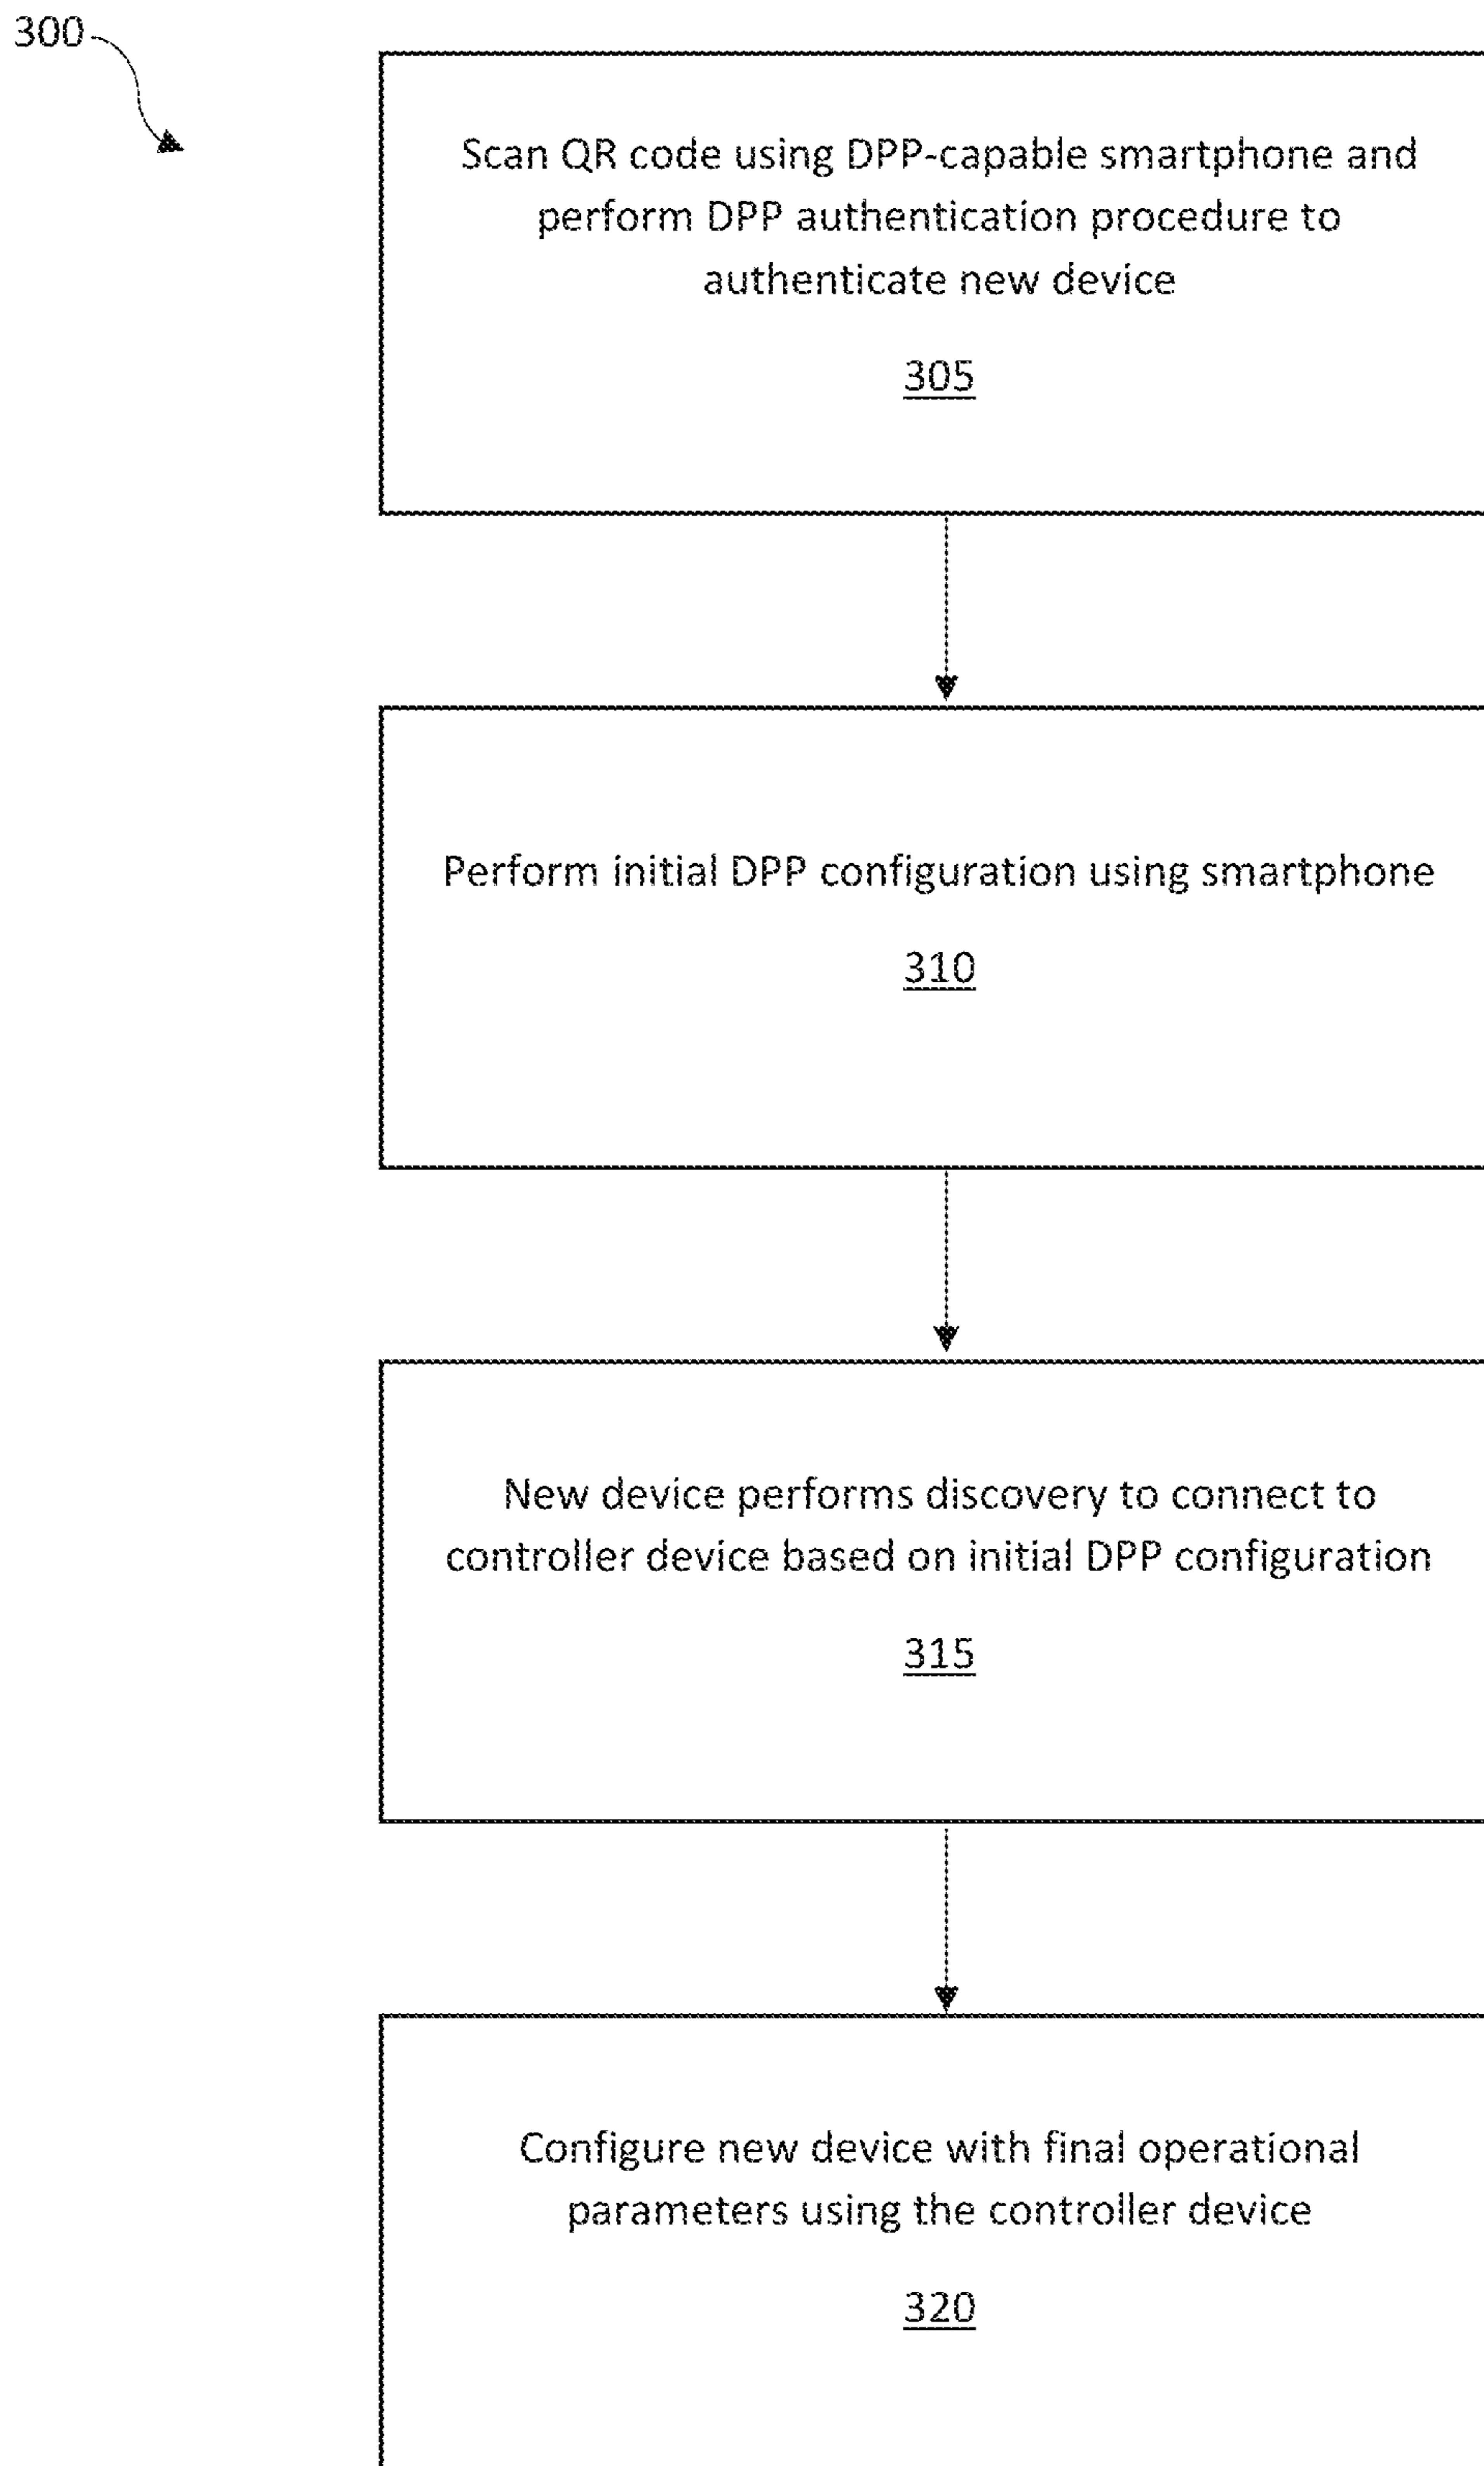 300
Scan QR code using DPP-capable smartphone and
perform DPP authentication procedure to
authenticate new device
305
Perform initial DPP configuration using smartphone
310
New device performs discovery to connect to
controller device based on initial DPP configuration
315
Configure new device with final operational
parameters using the controller device
320